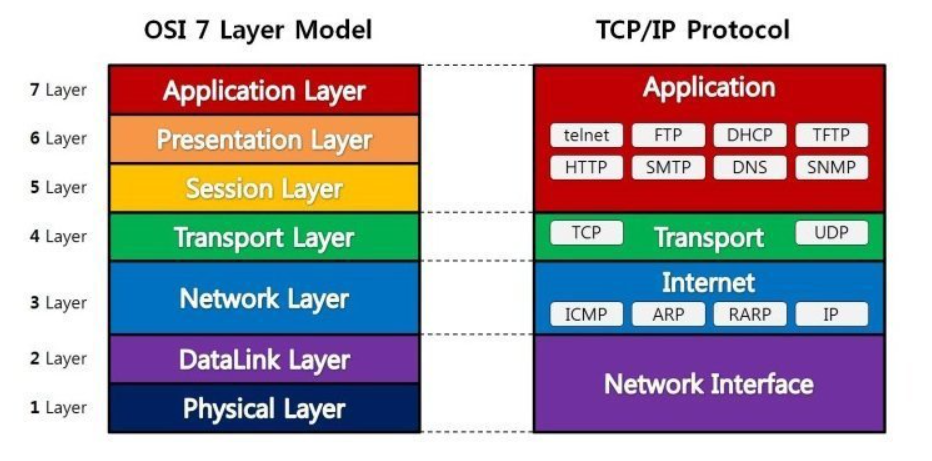 OSI 7 Layer Model
TCP/IP Protocol
7 Layer
Application Layer
6 Layer
Presentation Layer
5 Layer
Session Layer
4 Layer
Transport Layer
3 Layer
Network Layer
2 Layer
DataLink Layer
1 Layer
Physical Layer
Application
telnet FTP DHCP TFTP
HTTP SMTP DNS SNMP
TCP Transport UDP
Internet
ICMP ARP RARP IP
Network Interface